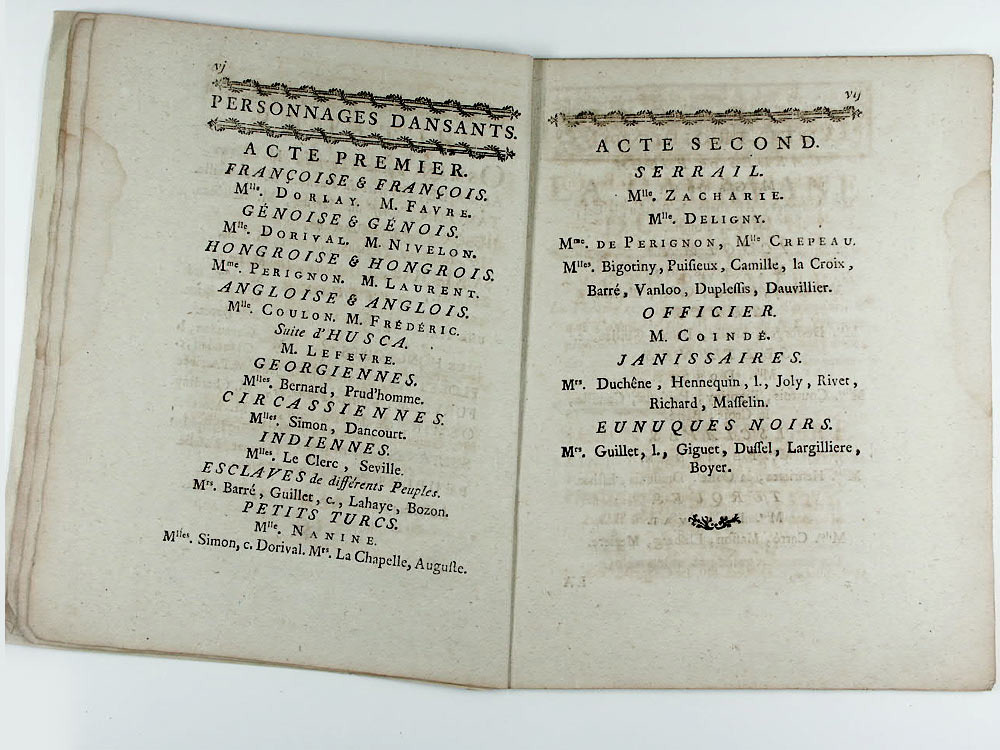 vj
PERSONNAGES DANSANTS.
ACTE PREMIER.
FRANÇOISE & FRANÇOIS.
Mlle. DORLAY. M. FAVRE.
GÉNOISE & GÉNOIS.
Mlle. DORIVAL. M. NIVELON.
HONGROISE & HONGROIS.
Mme. PERIGNON. M. LAURENT.
ANGLOISE & ANGLOIS.
Mlle. COULON. M. FRÉDÉRIC.
Suite d'HUSCA.
M. LEFEVRE.
GEORGIENNES.
Mlles. Bernard, Prud'homme.
CIRCASSIENNES.
Mlles. Simon, Dancourt.
INDIENNES.
Mlles. Le Clerc, Seville.
ESCLAVES de différents Peuples.
Mrs. Barré, Guillet, c., Lahaye, Bozon.
PETITS TURCS.
Mlle. NANINE.
Mlles. Simon, c. Dorival. Mrs. La Chapelle, Auguſte.
vij
ACTE SECOND.
SERRAIL.
Mlle. ZACHARIE.
Mlle. DELIGNY.
Mme. DE PERIGNON, Mlle CREPEAU.
Mlles. Bigotiny, Puiſieux, Camille, la Croix,
Barré, Vanloo, Dupleſſis, Dauvillier.
OFFICIER.
M. COINDÉ.
JANISSAIRES.
Mrs. Duchêne, Hennequin, l., Joly, Rivet,
Richard, Maſſelin.
EUNUQUES NOIRS.
Mrs. Guillet, l., Giguet, Duſſel, Largilliere,
Boyer.